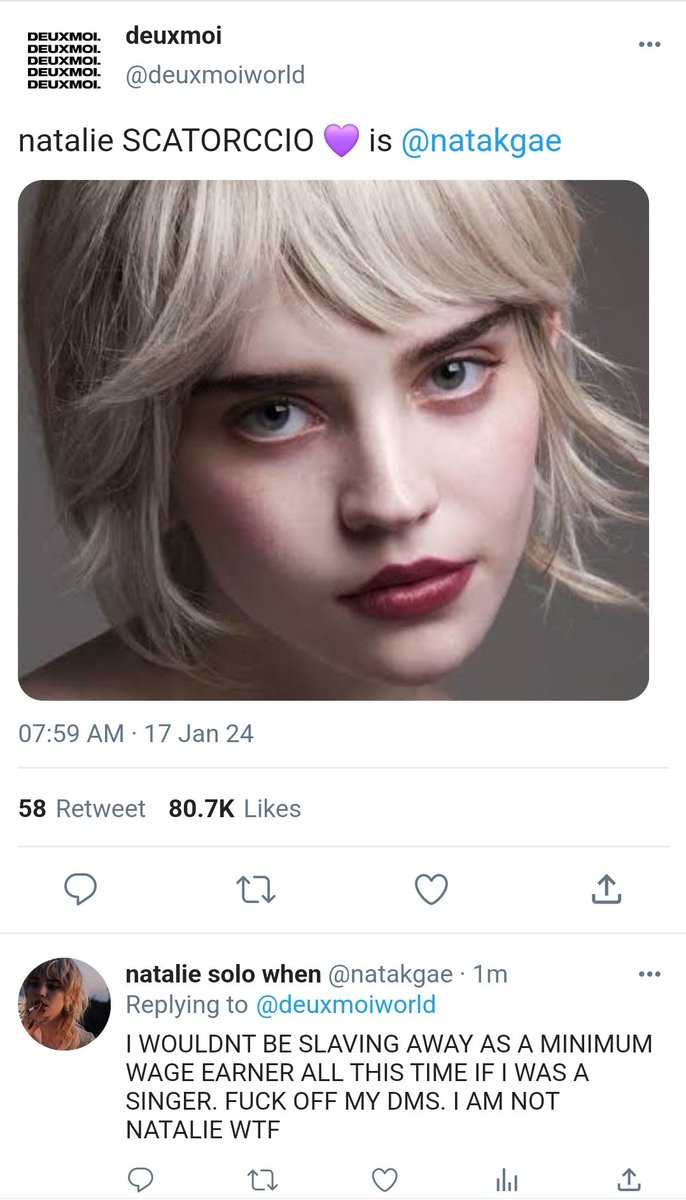 DEUXMOI.
DEUXMOI.
DEUXMOI.
DEUXMOI.
DEUXMOI.
deuxmoi
@deuxmoiworld
natalie SCATORCCIO 💜 is @natakgae
07:59 AM · 17 Jan 24
58 Retweet 80.7K Likes
natalie solo when @natakgae · 1m
Replying to @deuxmoiworld
I WOULDNT BE SLAVING AWAY AS A MINIMUM
WAGE EARNER ALL THIS TIME IF I WAS A
SINGER. FUCK OFF MY DMS. I AM NOT
NATALIE WTF